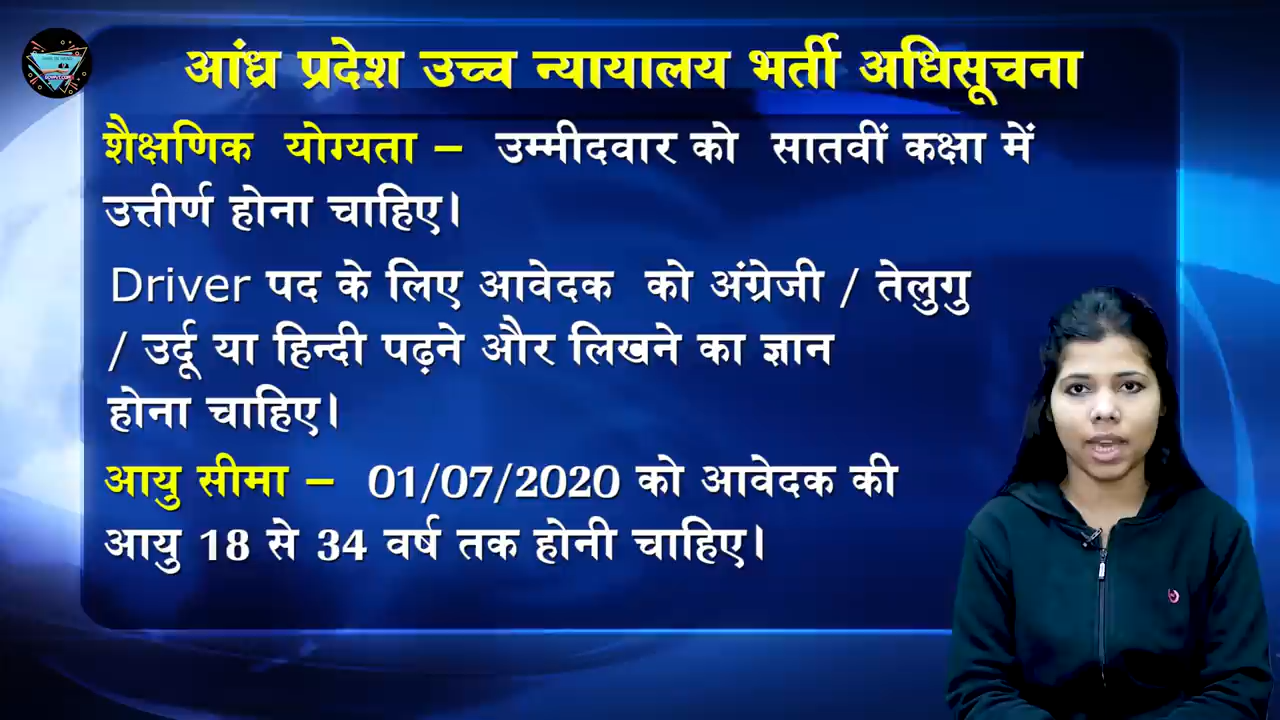 आंध्र प्रदेश उच्च न्यायालय भर्ती अधिसूचना
शैक्षणिक योग्यता – उम्मीदवार को सातवीं कक्षा में
उत्तीर्ण होना चाहिए।
Driver पद के लिए आवेदक को अंग्रेजी / तेलुगु
/ उर्दू या हिन्दी पढ़ने और लिखने का ज्ञान
होना चाहिए।
आयु सीमा – 01/07/2020 को आवेदक की
आयु 18 से 34 वर्ष तक होनी चाहिए।